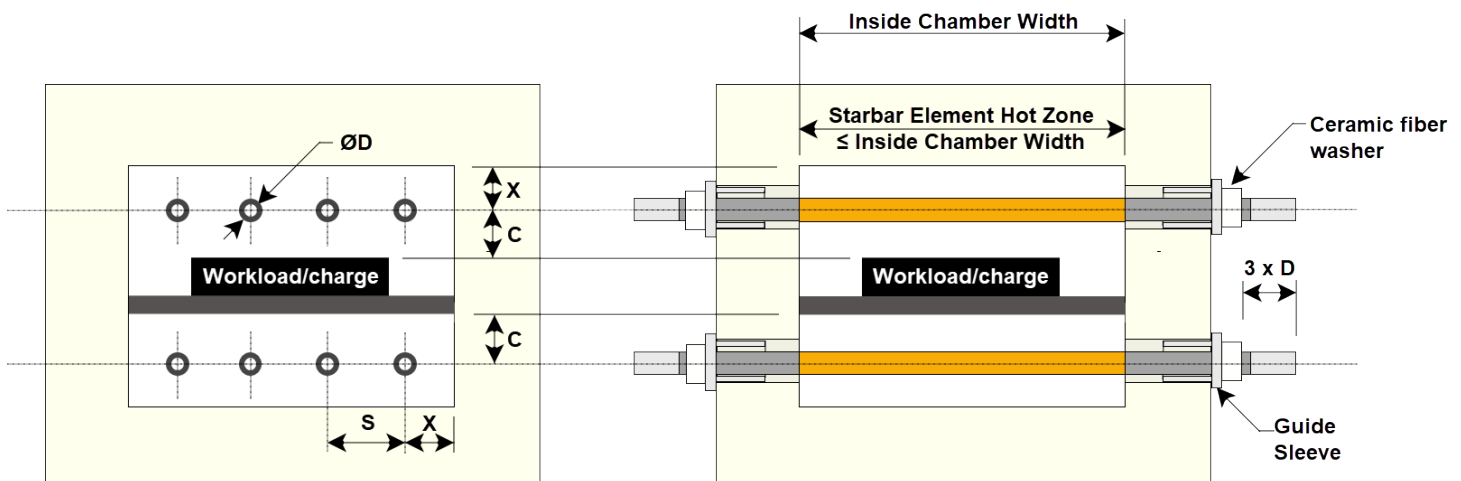 Inside Chamber Width
Starbar Element Hot Zone
≤ Inside Chamber Width
Ceramic fiber
washer
ØD
X
C
Workload/charge
Workload/charge
3 x D
C
S
X
Guide
Sleeve